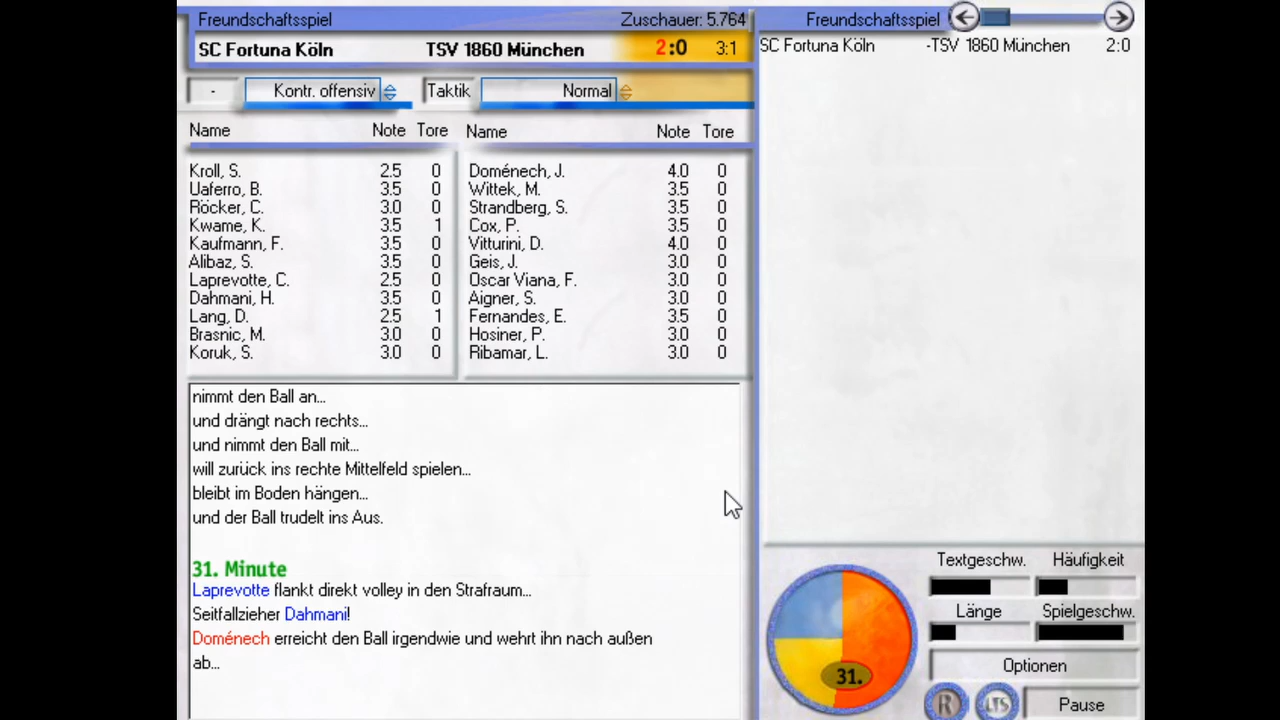 Freundschaftsspiel Zuschauer: 5.764
SC Fortuna Köln TSV 1860 München 2:0 3:1
- Kontr. offensiv Taktik Normal
Name Note Tore Name Note Tore
Kroll, S. 2.5 0 Doménech, J. 4.0 0
Uaferro, B. 3.5 0 Wittek, M. 3.5 0
Röcker, C. 3.0 0 Strandberg, S. 3.5 0
Kwame, K. 3.5 1 Cox, P. 3.5 0
Kaufmann, F. 3.5 0 Vitturini, D. 4.0 0
Alibaz, S. 3.5 0 Geis, J. 3.0 0
Laprevotte, C. 2.5 0 Oscar Viana, F. 3.0 0
Dahmani, H. 3.5 0 Aigner, S. 3.0 0
Lang, D. 2.5 1 Fernandes, E. 3.5 0
Brasnic, M. 3.0 0 Hosiner, P. 3.0 0
Koruk, S. 3.0 0 Ribamar, L. 3.0 0
nimmt den Ball an...
und drängt nach rechts...
und nimmt den Ball mit...
will zurück ins rechte Mittelfeld spielen...
bleibt im Boden hängen...
und der Ball trudelt ins Aus.
31. Minute
Laprevotte flankt direkt volley in den Strafraum...
Seitfallzieher Dahmani!
Doménech erreicht den Ball irgendwie und wehrt ihn nach außen
ab...
Freundschaftsspiel
SC Fortuna Köln -TSV 1860 München 2:0
Textgeschw. Häufigkeit
Länge Spielgeschw.
31.
Optionen
R LTS Pause